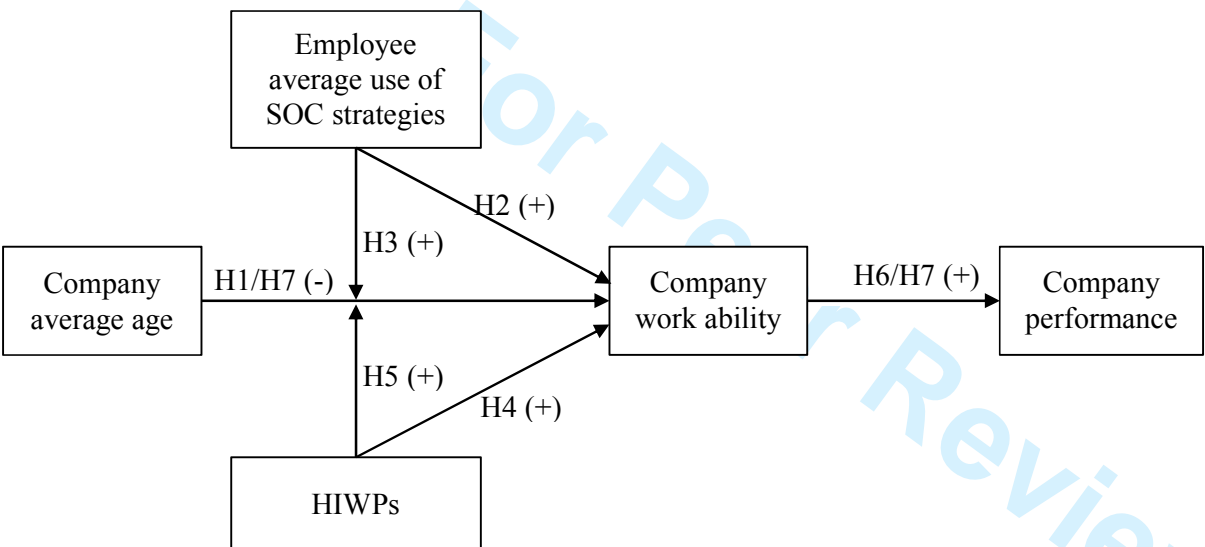 Employee
average use of
SOC strategies
H2 (+)
H3 (+)
Company
average age
H1/H7 (-)
Company
work ability
H6/H7 (+)
Company
performance
H5 (+)
H4 (+)
HIWPs
For Peer Review